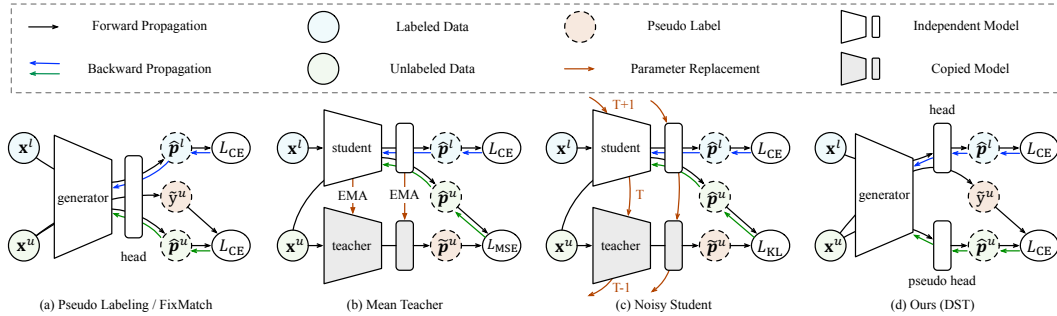 Forward Propagation Labeled Data Pseudo Label Independent Model
Backward Propagation Unlabeled Data Parameter Replacement Copied Model
x^l generator head p̂^l L_CE
ỹ^u
x^u p̂^u L_CE
(a) Pseudo Labeling / FixMatch
x^l student p̂^l L_CE
EMA EMA p̂^u
x^u teacher p̃^u L_MSE
(b) Mean Teacher
T+1
x^l student p̂^l L_CE
T p̂^u
x^u teacher p̃^u L_KL
T-1
(c) Noisy Student
head
x^l generator p̂^l L_CE
ỹ^u
x^u p̂^u L_CE
pseudo head
(d) Ours (DST)